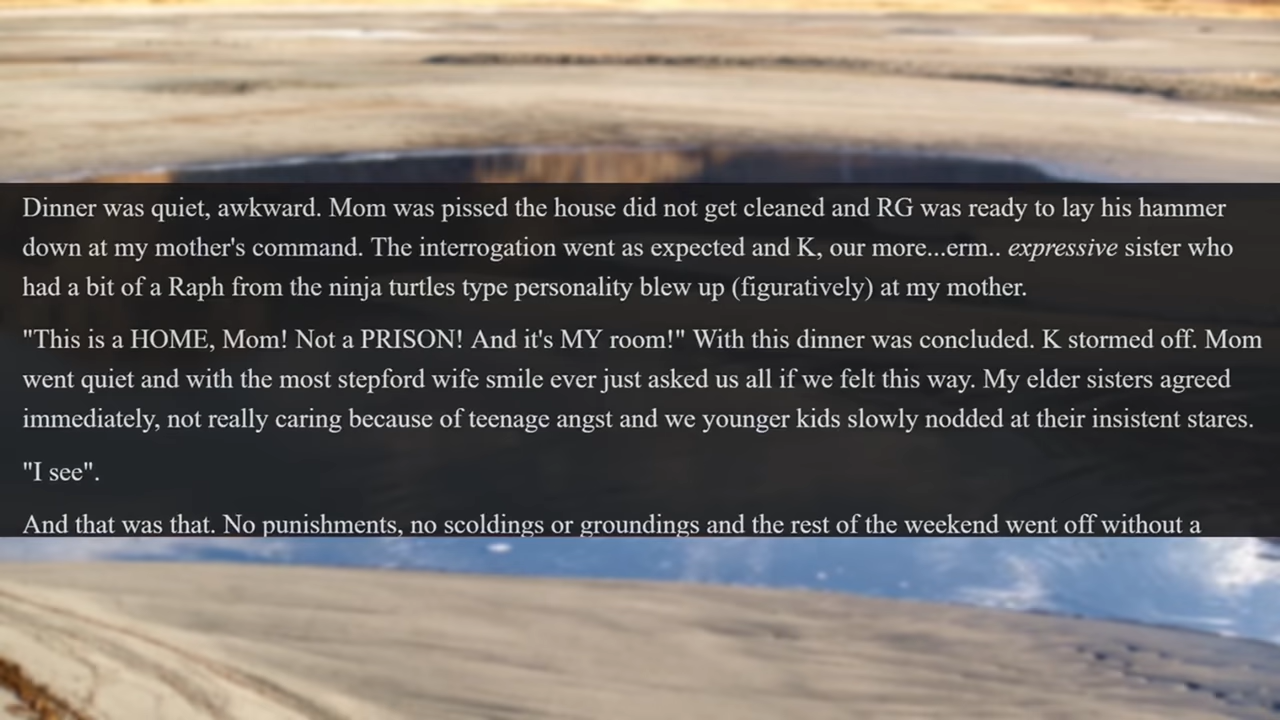 Dinner was quiet, awkward. Mom was pissed the house did not get cleaned and RG was ready to lay his hammer
down at my mother's command. The interrogation went as expected and K, our more...erm.. expressive sister who
had a bit of a Raph from the ninja turtles type personality blew up (figuratively) at my mother.
"This is a HOME, Mom! Not a PRISON! And it's MY room!" With this dinner was concluded. K stormed off. Mom
went quiet and with the most stepford wife smile ever just asked us all if we felt this way. My elder sisters agreed
immediately, not really caring because of teenage angst and we younger kids slowly nodded at their insistent stares.
"I see".
And that was that. No punishments, no scoldings or groundings and the rest of the weekend went off without a